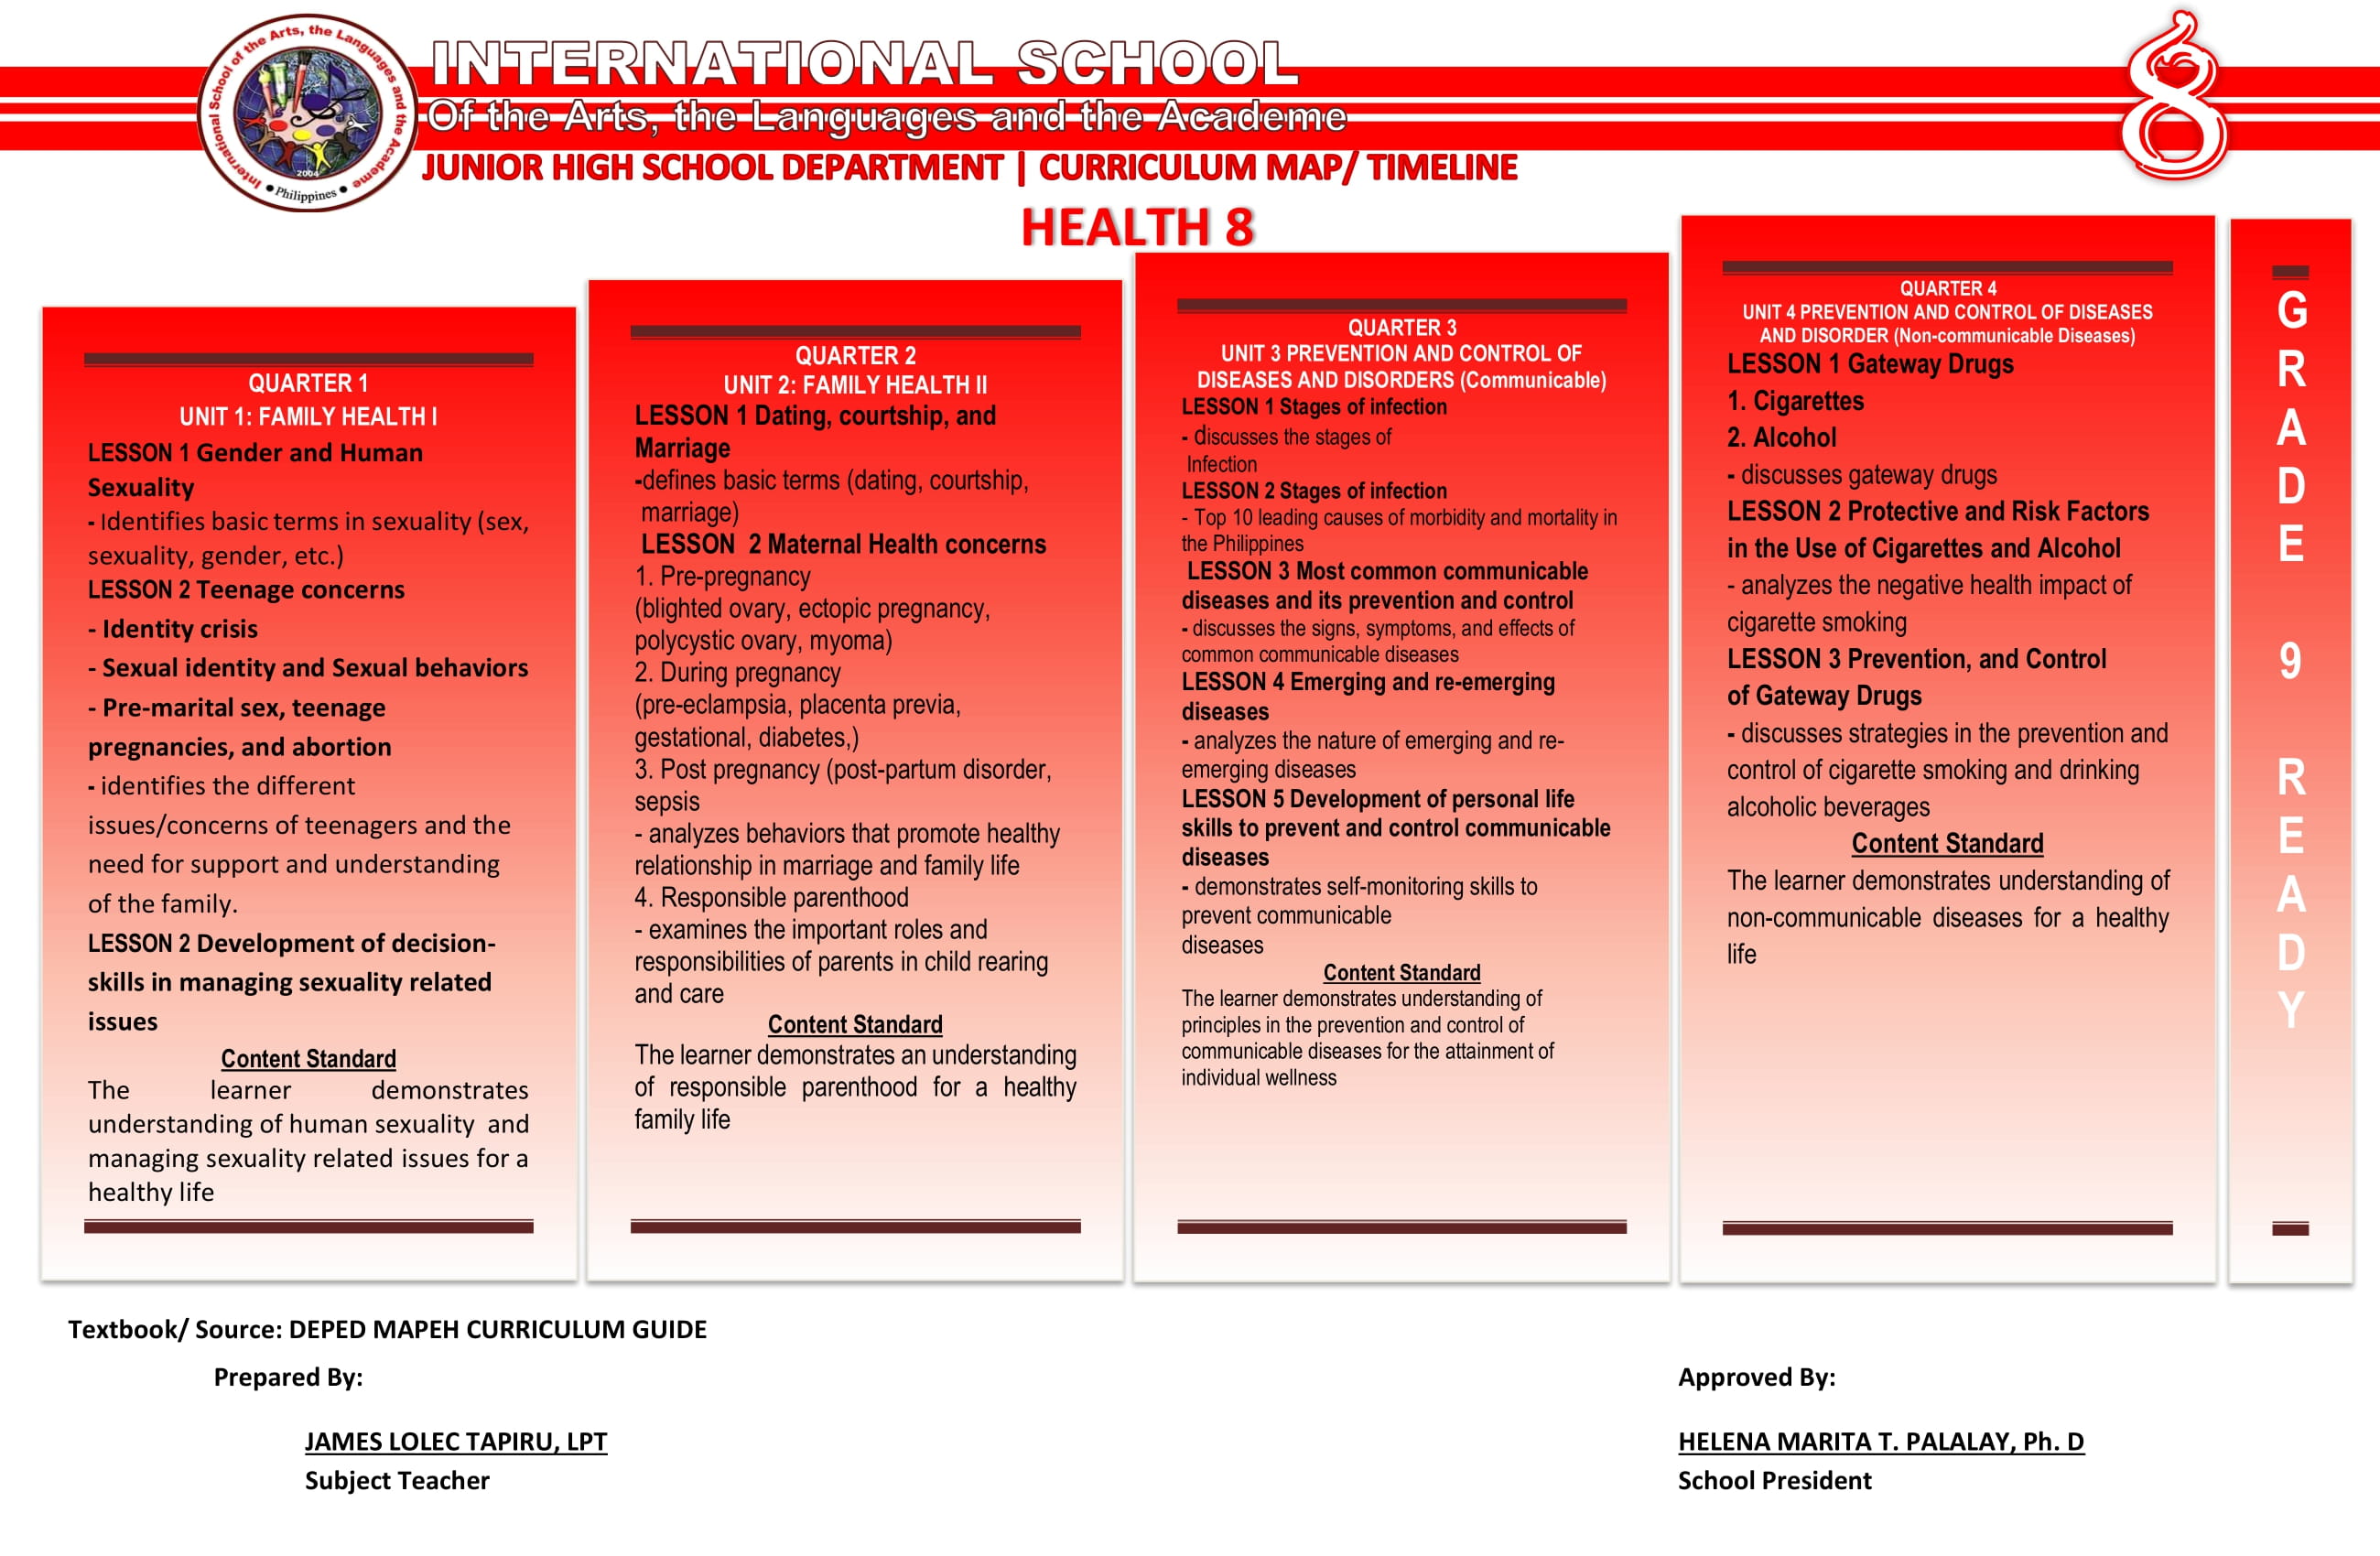 International School of the Arts, the Languages and the Academe
2004
• Philippines •
INTERNATIONAL SCHOOL
Of the Arts, the Languages and the Academe
JUNIOR HIGH SCHOOL DEPARTMENT | CURRICULUM MAP/ TIMELINE
8
HEALTH 8
QUARTER 1
UNIT 1: FAMILY HEALTH I
LESSON 1 Gender and Human
Sexuality
- Identifies basic terms in sexuality (sex,
sexuality, gender, etc.)
LESSON 2 Teenage concerns
- Identity crisis
- Sexual identity and Sexual behaviors
- Pre-marital sex, teenage
pregnancies, and abortion
- identifies the different
issues/concerns of teenagers and the
need for support and understanding
of the family.
LESSON 2 Development of decision-
skills in managing sexuality related
issues
Content Standard
The learner demonstrates
understanding of human sexuality and
managing sexuality related issues for a
healthy life
QUARTER 2
UNIT 2: FAMILY HEALTH II
LESSON 1 Dating, courtship, and
Marriage
-defines basic terms (dating, courtship,
marriage)
LESSON 2 Maternal Health concerns
1. Pre-pregnancy
(blighted ovary, ectopic pregnancy,
polycystic ovary, myoma)
2. During pregnancy
(pre-eclampsia, placenta previa,
gestational, diabetes,)
3. Post pregnancy (post-partum disorder,
sepsis
- analyzes behaviors that promote healthy
relationship in marriage and family life
4. Responsible parenthood
- examines the important roles and
responsibilities of parents in child rearing
and care
Content Standard
The learner demonstrates an understanding
of responsible parenthood for a healthy
family life
QUARTER 3
UNIT 3 PREVENTION AND CONTROL OF
DISEASES AND DISORDERS (Communicable)
LESSON 1 Stages of infection
- discusses the stages of
Infection
LESSON 2 Stages of infection
- Top 10 leading causes of morbidity and mortality in
the Philippines
LESSON 3 Most common communicable
diseases and its prevention and control
- discusses the signs, symptoms, and effects of
common communicable diseases
LESSON 4 Emerging and re-emerging
diseases
- analyzes the nature of emerging and re-
emerging diseases
LESSON 5 Development of personal life
skills to prevent and control communicable
diseases
- demonstrates self-monitoring skills to
prevent communicable
diseases
Content Standard
The learner demonstrates understanding of
principles in the prevention and control of
communicable diseases for the attainment of
individual wellness
QUARTER 4
UNIT 4 PREVENTION AND CONTROL OF DISEASES
AND DISORDER (Non-communicable Diseases)
LESSON 1 Gateway Drugs
1. Cigarettes
2. Alcohol
- discusses gateway drugs
LESSON 2 Protective and Risk Factors
in the Use of Cigarettes and Alcohol
- analyzes the negative health impact of
cigarette smoking
LESSON 3 Prevention, and Control
of Gateway Drugs
- discusses strategies in the prevention and
control of cigarette smoking and drinking
alcoholic beverages
Content Standard
The learner demonstrates understanding of
non-communicable diseases for a healthy
life
GRADE 9 READY
Textbook/ Source: DEPED MAPEH CURRICULUM GUIDE
Prepared By:
JAMES LOLEC TAPIRU, LPT
Subject Teacher
Approved By:
HELENA MARITA T. PALALAY, Ph. D
School President